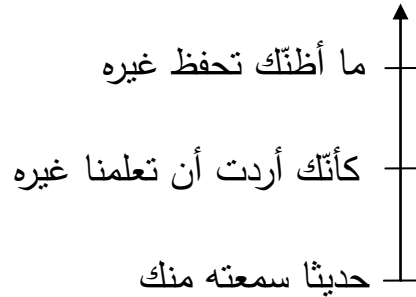 ما أظنّك تحفظ غيره
كأنّك أردت أن تعلمنا غيره
حديثا سمعته منك